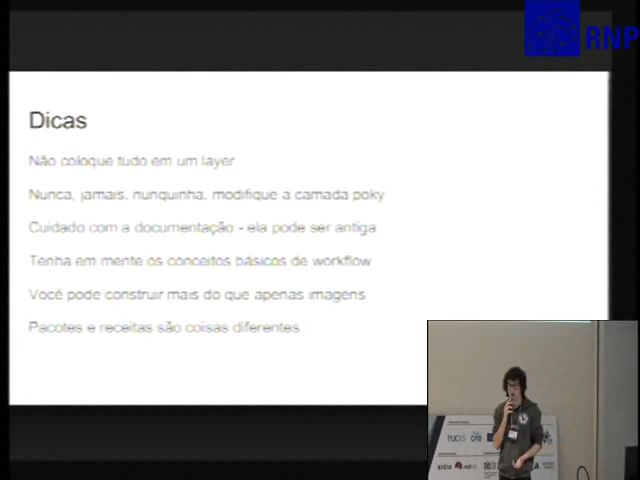 RNP
Dicas
Não coloque tudo em um layer
Nunca, jamais, nunquinha, modifique a camada poky
Cuidado com a documentação - ela pode ser antiga
Tenha em mente os conceitos básicos de workflow
Você pode construir mais do que apenas imagens
Pacotes e receitas são coisas diferentes
PUCRS
sidia